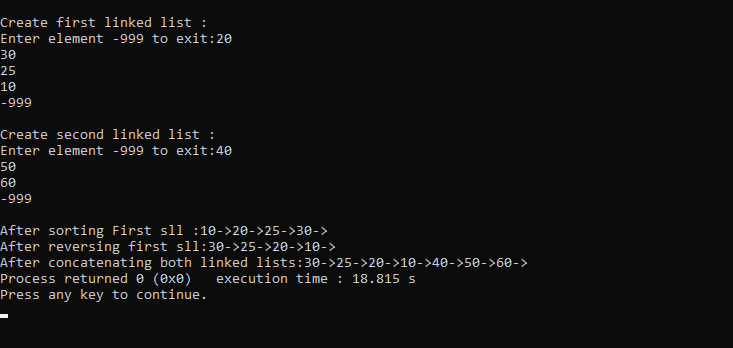 Create first linked list :
Enter element -999 to exit:20
30
25
10
-999
Create second linked list :
Enter element -999 to exit:40
50
60
-999
After sorting First sll :10->20->25->30->
After reversing first sll:30->25->20->10->
After concatenating both linked lists:30->25->20->10->40->50->60->
Process returned 0 (0x0)   execution time : 18.815 s
Press any key to continue.